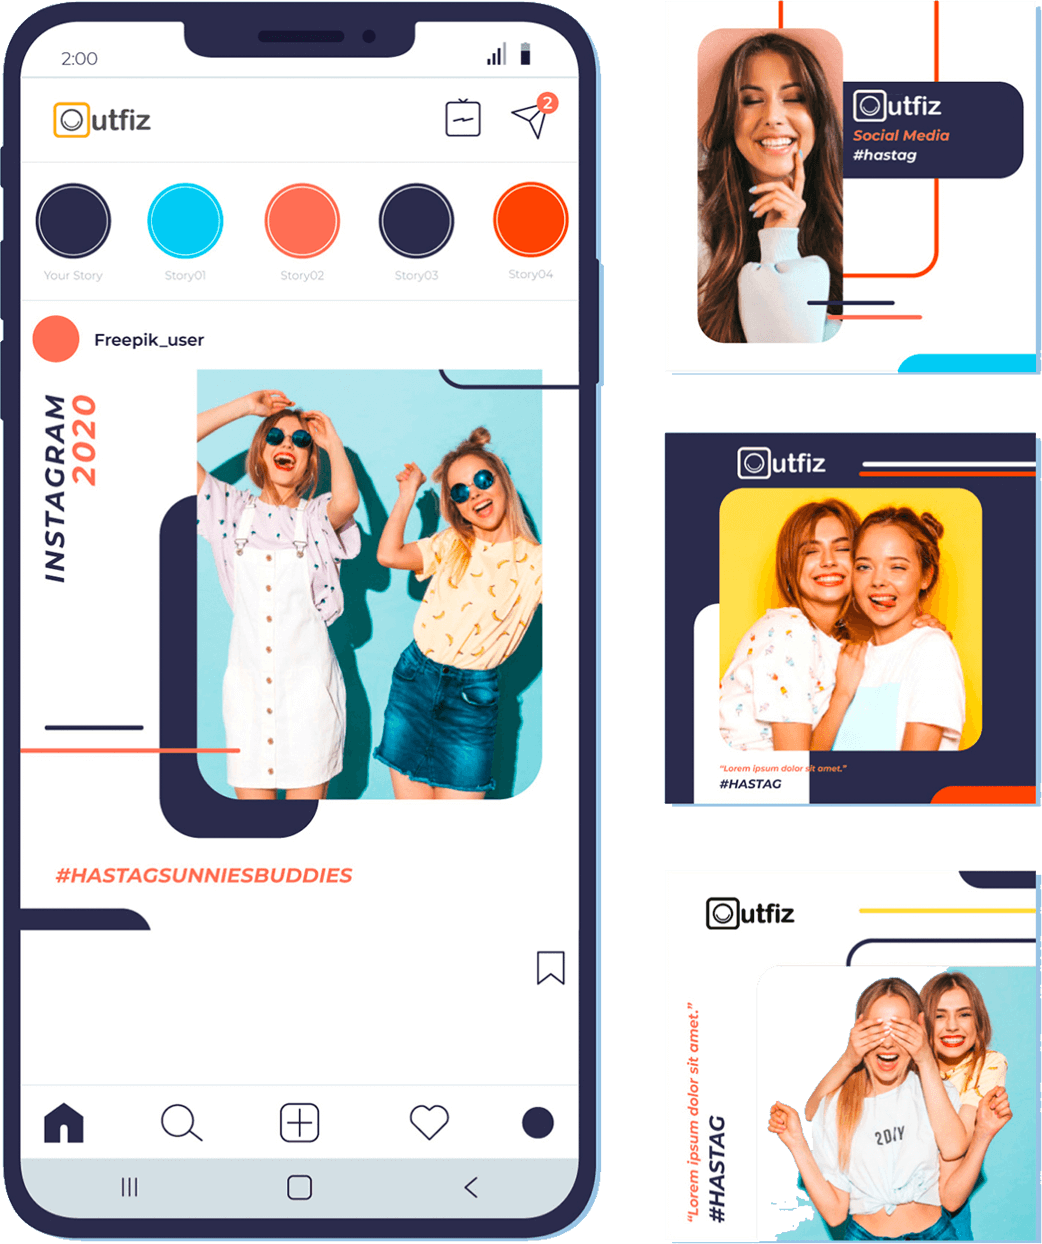 2:00
Outfiz
2
Your Story
Story01
Story02
Story03
Story04
Freepik_user
INSTAGRAM
2020
#HASTAGSUNNIESBUDDIES
Outfiz
Social Media
#hastag
Outfiz
“Lorem ipsum dolor sit amet.”
#HASTAG
Outfiz
“Lorem ipsum dolor sit amet.”
#HASTAG